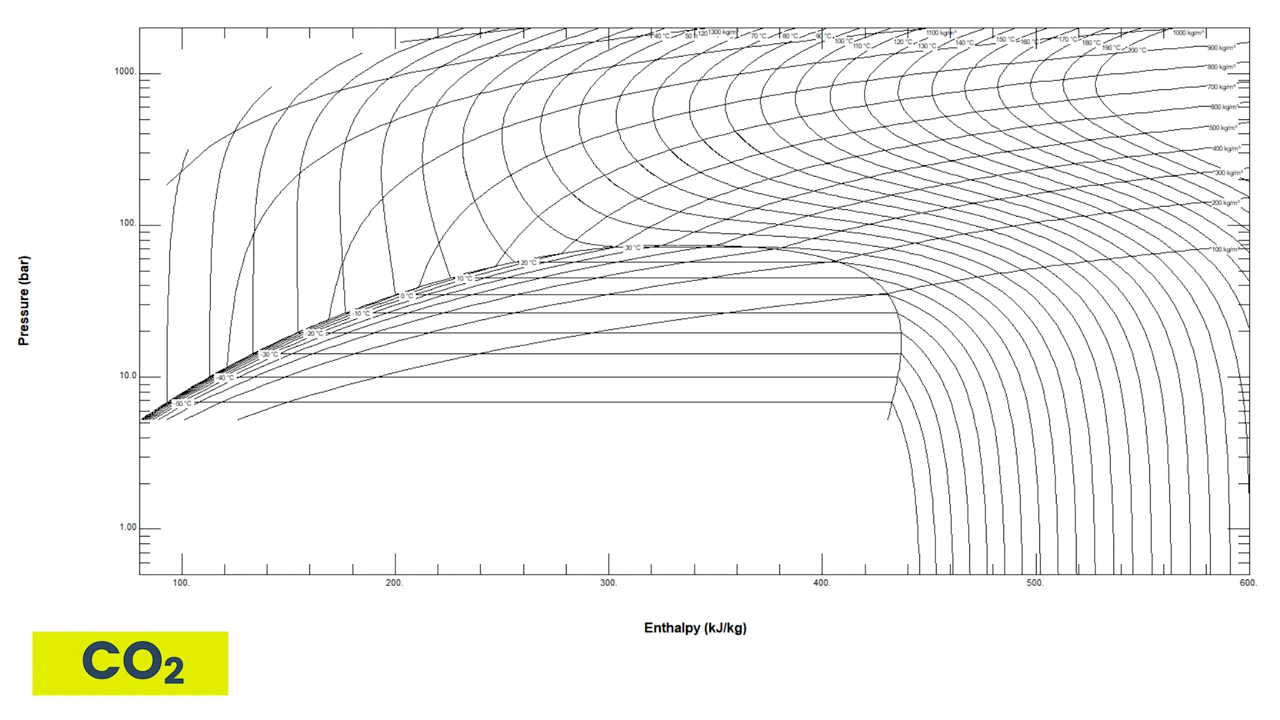 40 °C
1300 kg/m³
70 °C
80 °C
90 °C
100 °C
110 °C
120 °C
130 °C
1100 kg/m³
140 °C
150 °C
160 °C
170 °C
180 °C
190 °C
200 °C
1000 kg/m³
900 kg/m³
800 kg/m³
700 kg/m³
600 kg/m³
500 kg/m³
400 kg/m³
300 kg/m³
200 kg/m³
100 kg/m³
1000.
100.
10.0
1.00
Pressure (bar)
30 °C
20 °C
10 °C
0 °C
-10 °C
-20 °C
-30 °C
-40 °C
-50 °C
100.
200.
300.
400.
500.
600.
Enthalpy (kJ/kg)
CO2